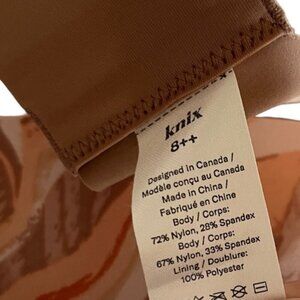 knix
8++
Designed in Canada /
Modèle conçu au Canada
Made in China /
Fabriqué en Chine
Body / Corps:
72% Nylon, 28% Spandex
Body / Corps:
67% Nylon, 33% Spandex
Lining / Doublure:
100% Polyester